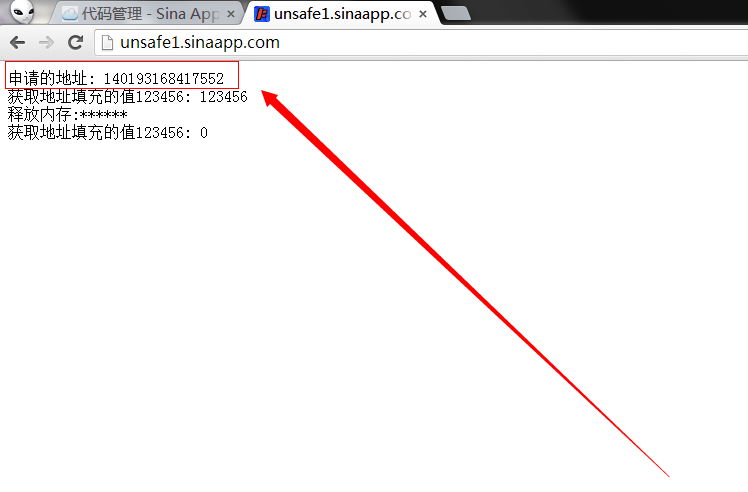 代码管理 - Sina App
unsafe1.sinaapp.co
unsafe1.sinaapp.com
申请的地址: 140193168417552
获取地址填充的值123456: 123456
释放内存:******
获取地址填充的值123456: 0